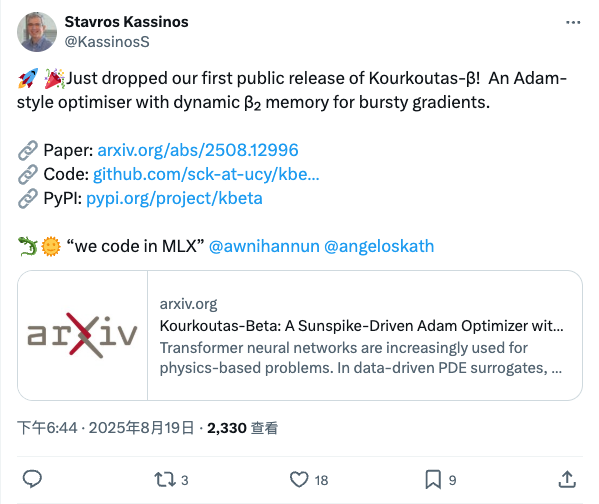 Stavros Kassinos
@KassinosS
🚀 🎉Just dropped our first public release of Kourkoutas-β! An Adam-
style optimiser with dynamic β₂ memory for bursty gradients.
🔗 Paper: arxiv.org/abs/2508.12996
🔗 Code: github.com/sck-at-ucy/kbe...
🔗 PyPI: pypi.org/project/kbeta
🦎🌞 “we code in MLX” @awnihannun @angeloskath
arXiv
arxiv.org
Kourkoutas-Beta: A Sunspike-Driven Adam Optimizer wit...
Transformer neural networks are increasingly used for
physics-based problems. In data-driven PDE surrogates, ...
下午6:44 · 2025年8月19日 · 2,330 查看
3
18
9